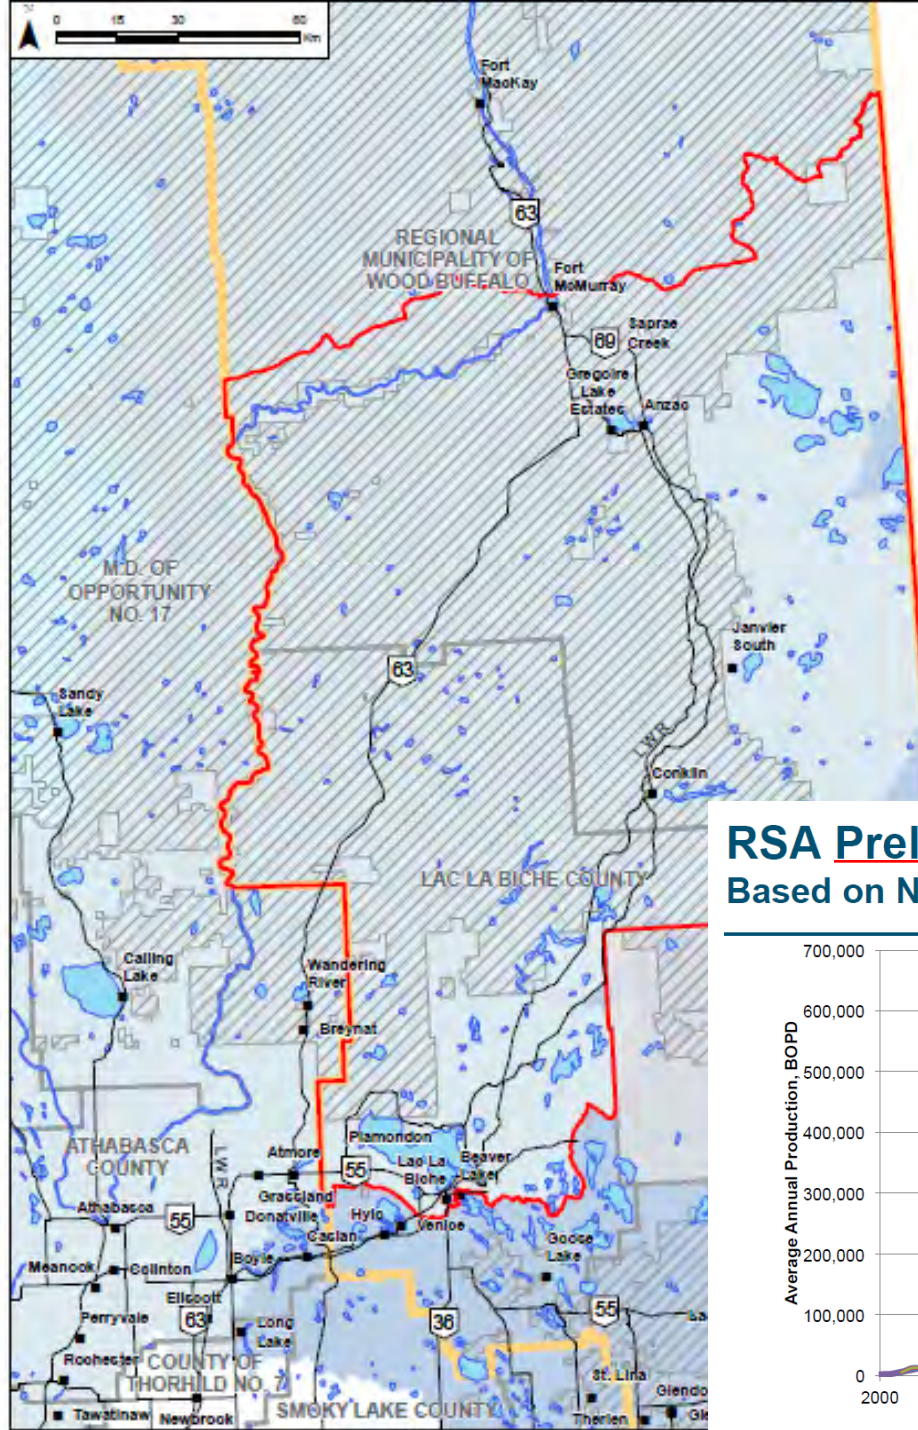 0 15 30 60
Km
Fort
MacKay
63
REGIONAL
MUNICIPALITY OF
WOOD BUFFALO
Fort
McMurray
69
Saprae
Creek
Gregoire
Lake
Estates
Anzac
M.D. OF
OPPORTUNITY
NO. 17
63
Janvier
South
Sandy
Lake
LWR
Conklin
LAC LA BICHE COUNTY
Calling
Lake
Wandering
River
Breynat
ATHABASCA
COUNTY
LWR
Atmore
55
Plamondon
Lac La
Biche
Beaver
Lake
Grassland
Donatville
Hylo
Caslan
Venice
Athabasca
55
Boyle
Goose
Lake
Meanook
Colinton
Ellscott
63
Perryvale
Long
Lake
36
55
Rochester
COUNTY OF
THORHILD NO. 7
St. Lina
Tawatinaw
Newbrook
SMOKY LAKE COUNTY
Therien
Glendo
RSA Prel
Based on N
Average Annual Production, BOPD
700,000
600,000
500,000
400,000
300,000
200,000
100,000
0
2000